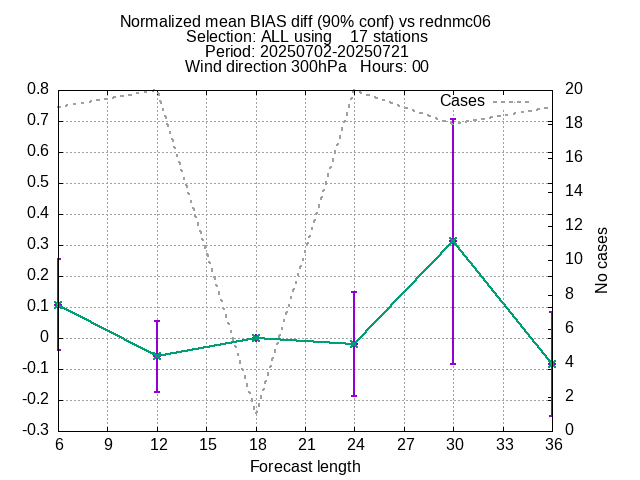 Normalized mean BIAS diff (90% conf) vs rednmc06
Selection: ALL using    17 stations
Period: 20250702-20250721
Wind direction 300hPa   Hours: 00
Cases
0.8
0.7
0.6
0.5
0.4
0.3
0.2
0.1
0
-0.1
-0.2
-0.3
20
18
16
14
12
10
8
6
4
2
0
No cases
6 9 12 15 18 21 24 27 30 33 36
Forecast length